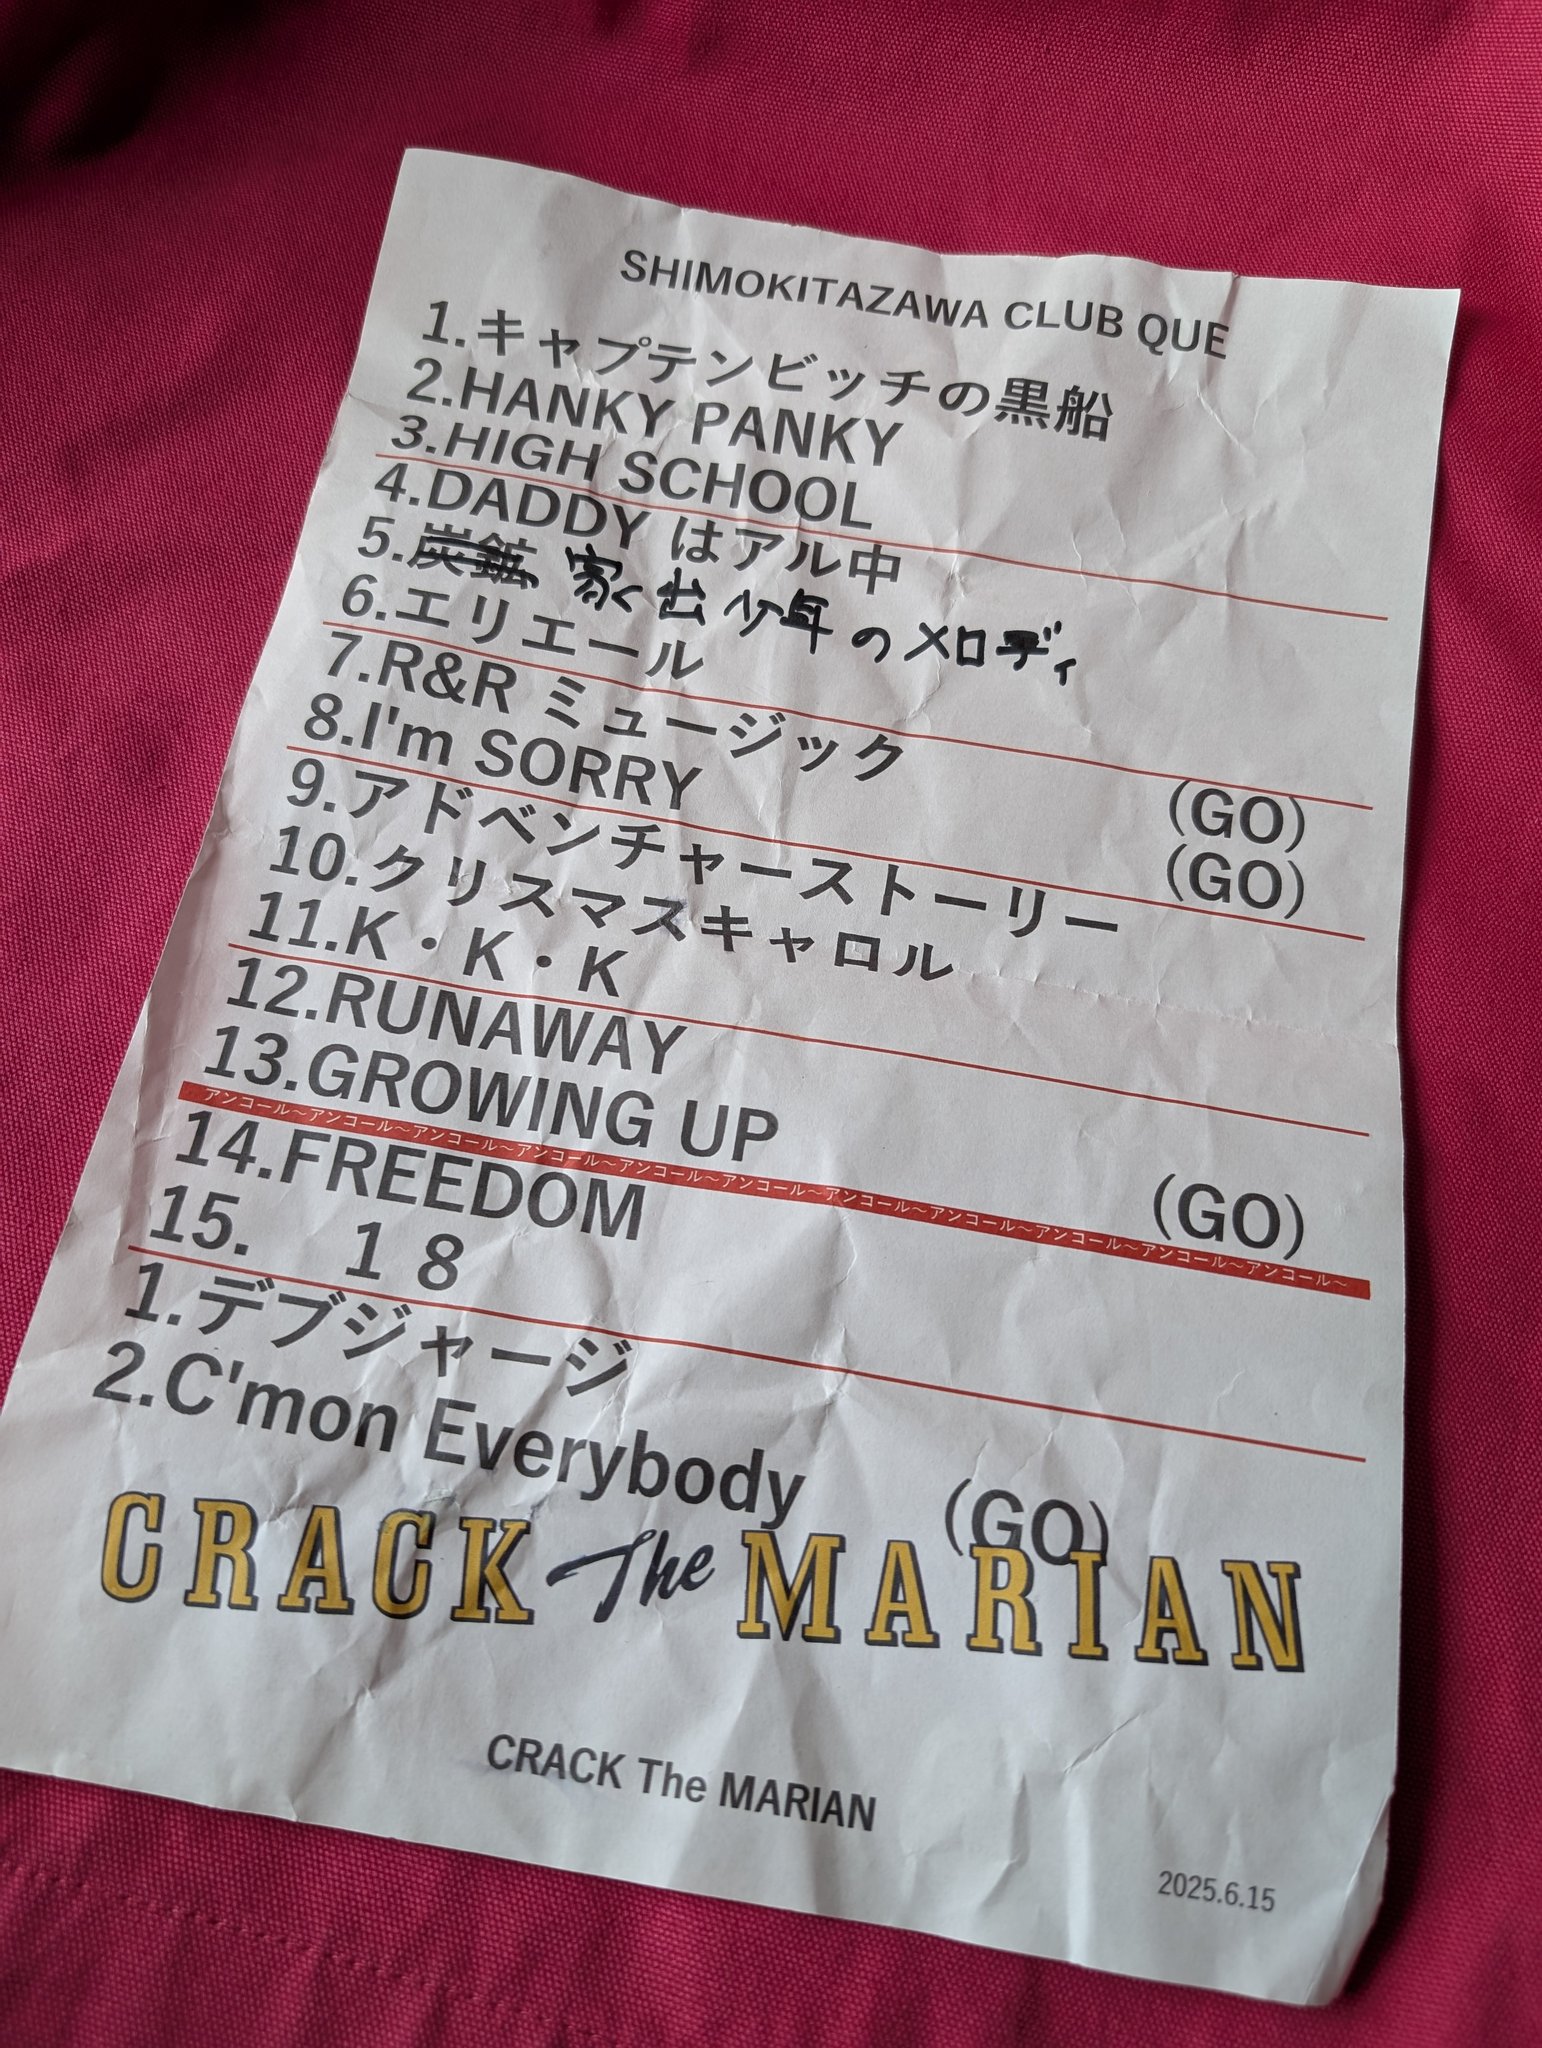 SHIMOKITAZAWA CLUB QUE
1.キャプテンビッチの黒船
2.HANKY PANKY
3.HIGH SCHOOL
4.DADDY はアル中
5.炭鉱 家出少年のメロディ
6.エリエール
7.R&R ミュージック (GO)
8.I'm SORRY (GO)
9.アドベンチャーストーリー
10.クリスマスキャロル
11.K・K・K
12.RUNAWAY
13.GROWING UP (GO)
アンコール～アンコール～アンコール～アンコール～アンコール～アンコール～アンコール～アンコール～アンコール～アンコール～アンコール～
14.FREEDOM
15. １８
1.デブジャージ
2.C'mon Everybody (GO)
CRACK The MARIAN
CRACK The MARIAN
2025.6.15